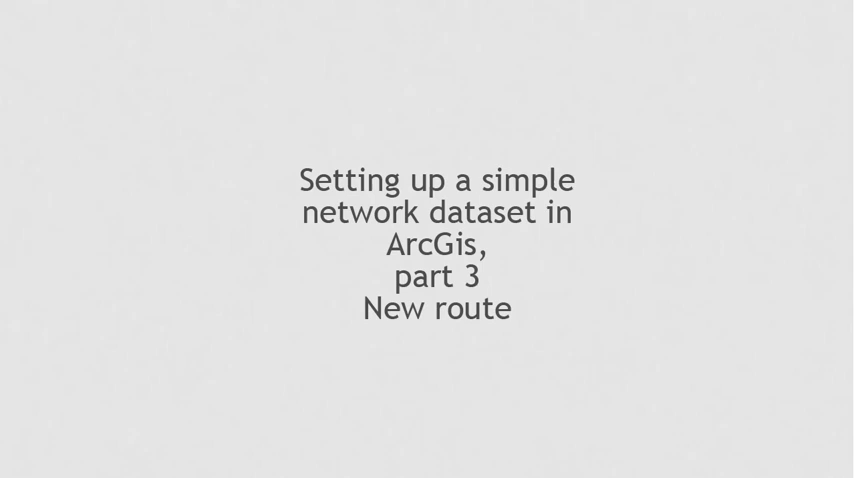 Setting up a simple
network dataset in
ArcGis,
part 3
New route